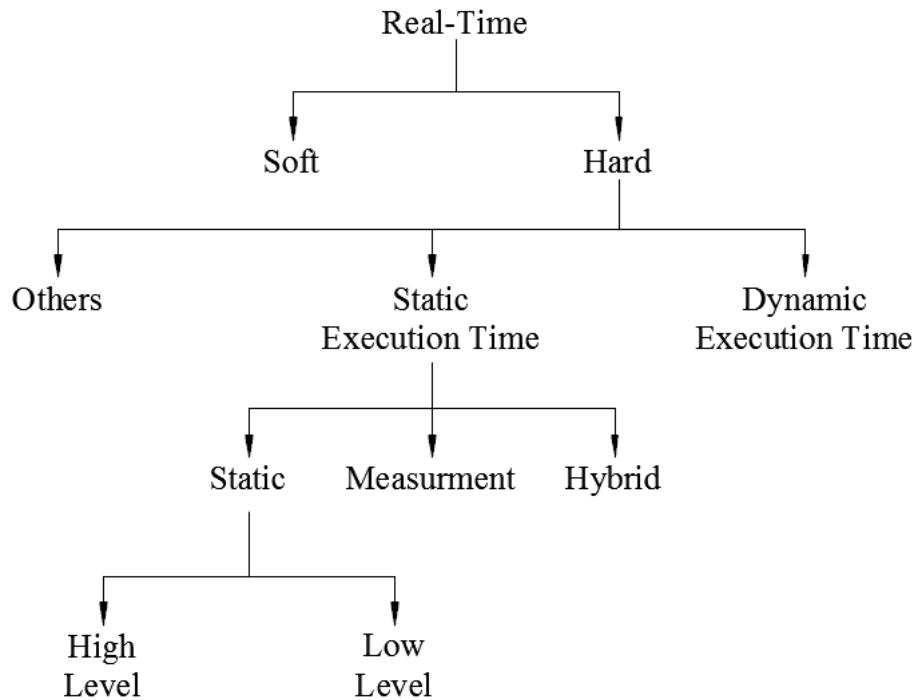 Real-Time
Soft
Hard
Others
Static
Execution Time
Dynamic
Execution Time
Static
Measurment
Hybrid
High
Level
Low
Level